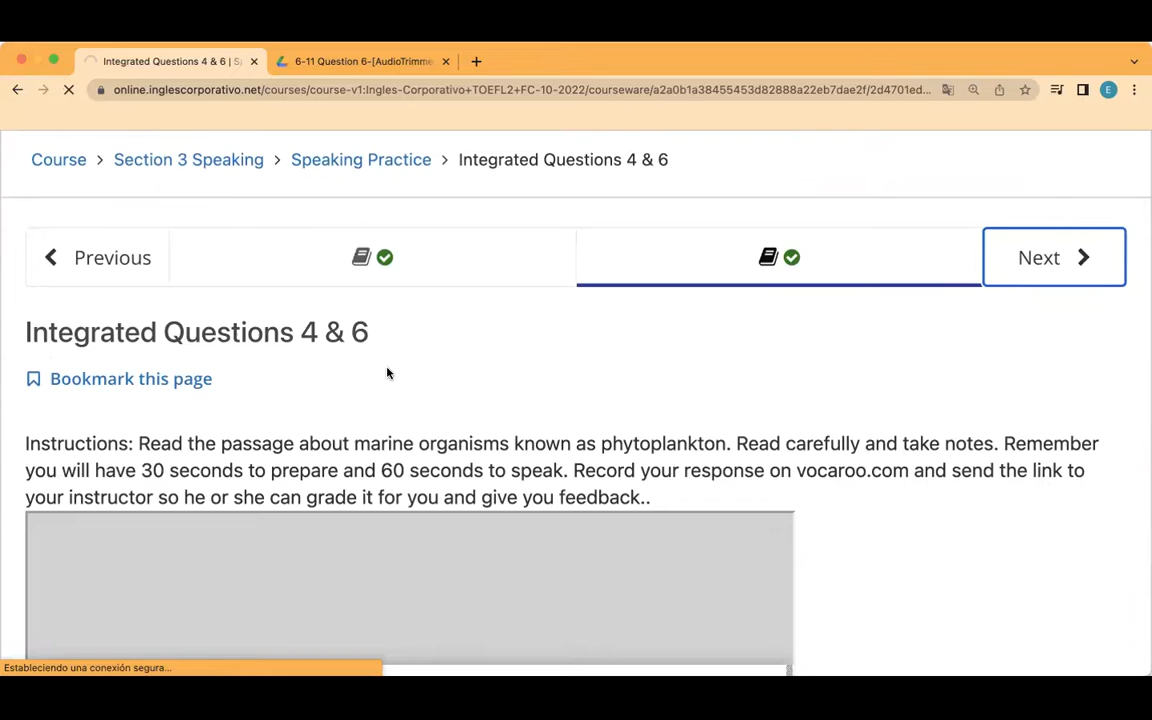 Integrated Questions 4 & 6 | S
6-11 Question 6-[AudioTrimme
online.inglescorporativo.net/courses/course-v1:Ingles-Corporativo+TOEFL2+FC-10-2022/courseware/a2a0b1a38455453d82888a22eb7dae2f/2d4701ed...
E
Course > Section 3 Speaking > Speaking Practice > Integrated Questions 4 & 6
Previous
Next
Integrated Questions 4 & 6
Bookmark this page
Instructions: Read the passage about marine organisms known as phytoplankton. Read carefully and take notes. Remember
you will have 30 seconds to prepare and 60 seconds to speak. Record your response on vocaroo.com and send the link to
your instructor so he or she can grade it for you and give you feedback..
Estableciendo una conexión segura...